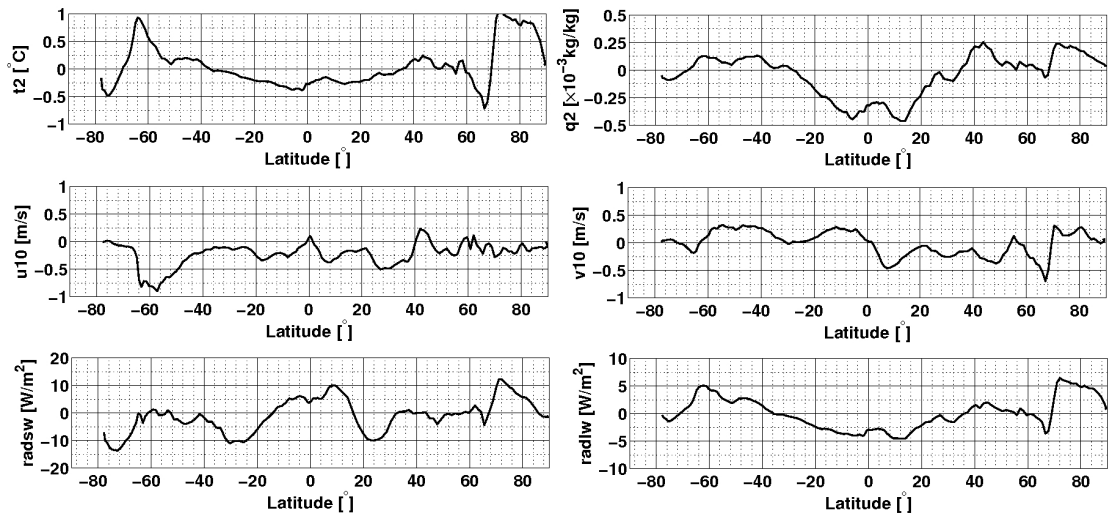 t2 [°C]
1
0.5
0
−0.5
−1
−80 −60 −40 −20 0 20 40 60 80
Latitude [°]
q2 [×10⁻³kg/kg]
0.5
0.25
0
−0.25
−0.5
−80 −60 −40 −20 0 20 40 60 80
Latitude [°]
u10 [m/s]
1
0.5
0
−0.5
−1
−80 −60 −40 −20 0 20 40 60 80
Latitude [°]
v10 [m/s]
1
0.5
0
−0.5
−1
−80 −60 −40 −20 0 20 40 60 80
Latitude [°]
radsw [W/m²]
20
10
0
−10
−20
−80 −60 −40 −20 0 20 40 60 80
Latitude [°]
radlw [W/m²]
10
5
0
−5
−10
−80 −60 −40 −20 0 20 40 60 80
Latitude [°]